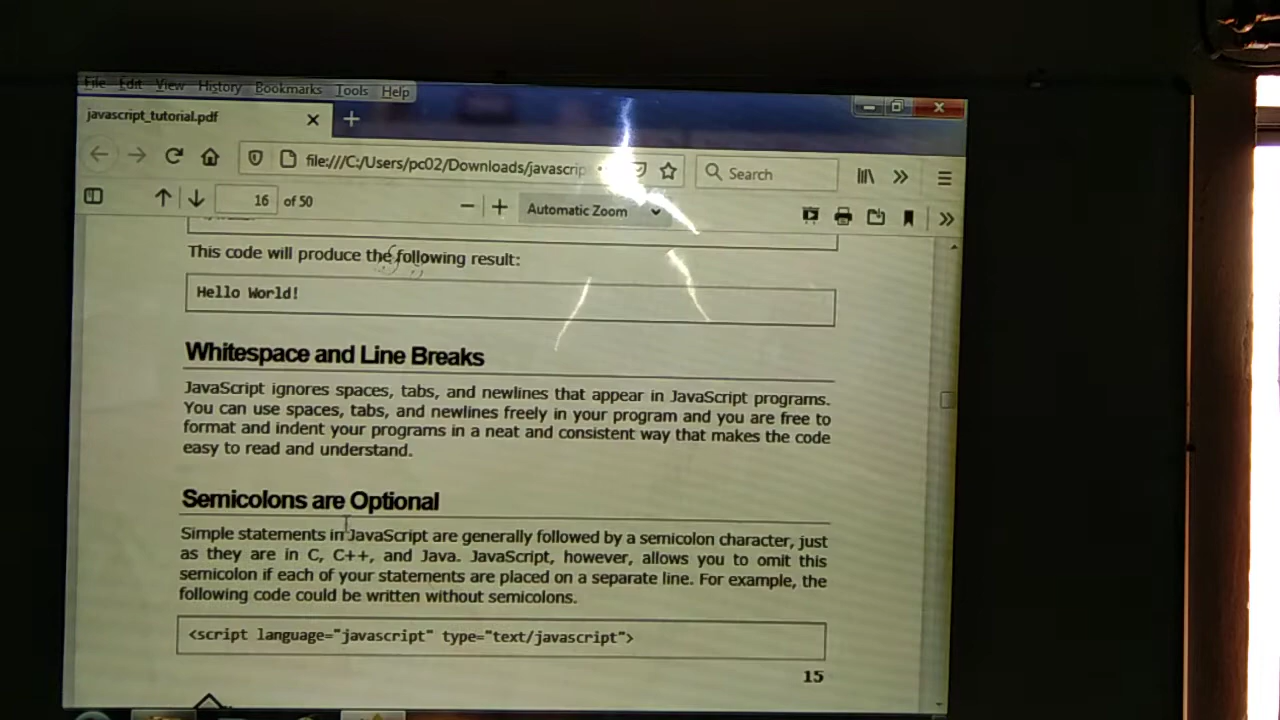 File Edit View History Bookmarks Tools Help
javascript_tutorial.pdf
file:///C:/Users/pc02/Downloads/javascrip
Search
16 of 50
Automatic Zoom
This code will produce the following result:
Hello World!
Whitespace and Line Breaks
JavaScript ignores spaces, tabs, and newlines that appear in JavaScript programs.
You can use spaces, tabs, and newlines freely in your program and you are free to
format and indent your programs in a neat and consistent way that makes the code
easy to read and understand.
Semicolons are Optional
Simple statements in JavaScript are generally followed by a semicolon character, just
as they are in C, C++, and Java. JavaScript, however, allows you to omit this
semicolon if each of your statements are placed on a separate line. For example, the
following code could be written without semicolons.
<script language="javascript" type="text/javascript">
15